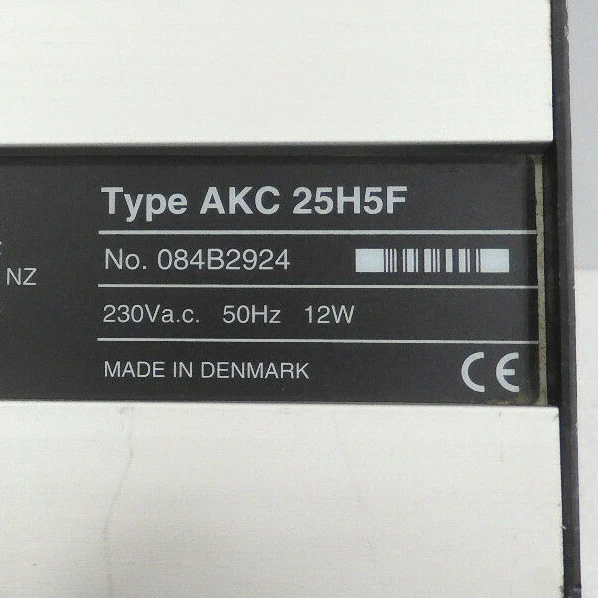 Type AKC 25H5F
No. 084B2924
NZ
230Va.c. 50Hz 12W
MADE IN DENMARK CE